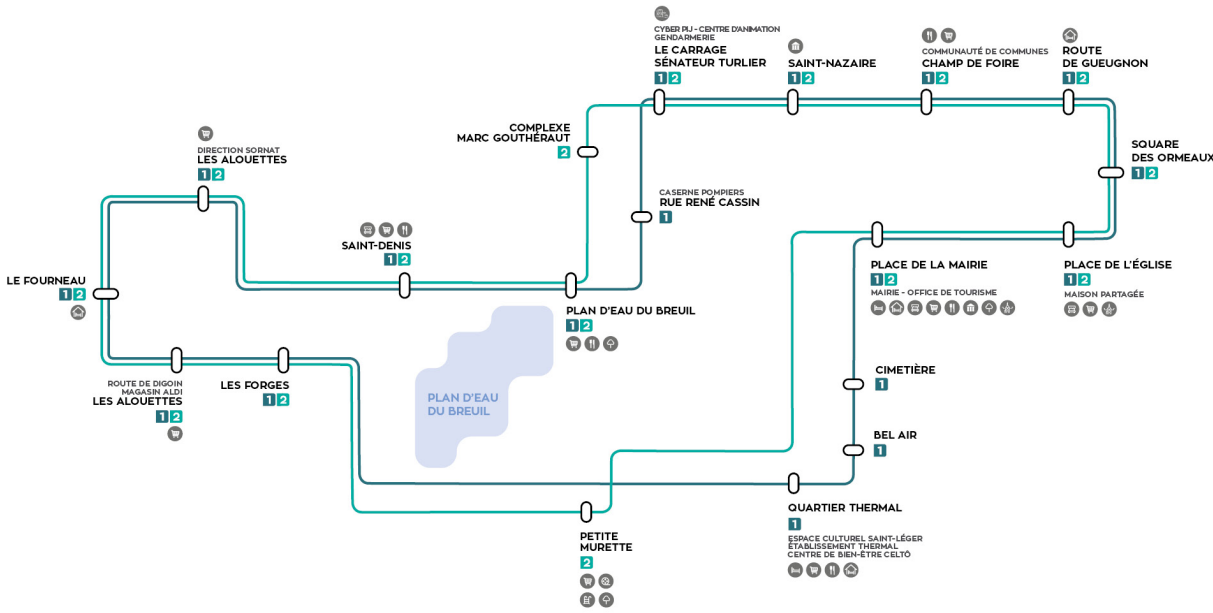 CYBER PIJ - CENTRE D'ANIMATION
GENDARMERIE
LE CARRAGE
SÉNATEUR TURLIER
1 2
SAINT-NAZAIRE
1 2
COMMUNAUTÉ DE COMMUNES
CHAMP DE FOIRE
1 2
ROUTE
DE GUEUGNON
1 2
COMPLEXE
MARC GOUTHÉRAUT
2
DIRECTION SORNAT
LES ALOUETTES
1 2
SQUARE
DES ORMEAUX
1 2
CASERNE POMPIERS
RUE RENÉ CASSIN
1
SAINT-DENIS
1 2
LE FOURNEAU
1 2
PLACE DE LA MAIRIE
1 2
MAIRIE - OFFICE DE TOURISME
PLACE DE L'ÉGLISE
1 2
MAISON PARTAGÉE
PLAN D'EAU DU BREUIL
1 2
ROUTE DE DIGOIN
MAGASIN ALDI
LES ALOUETTES
1 2
LES FORGES
1 2
PLAN D'EAU
DU BREUIL
CIMETIÈRE
1
BEL AIR
1
QUARTIER THERMAL
1
ESPACE CULTUREL SAINT-LÉGER
ÉTABLISSEMENT THERMAL
CENTRE DE BIEN-ÊTRE CELTÔ
PETITE
MURETTE
2